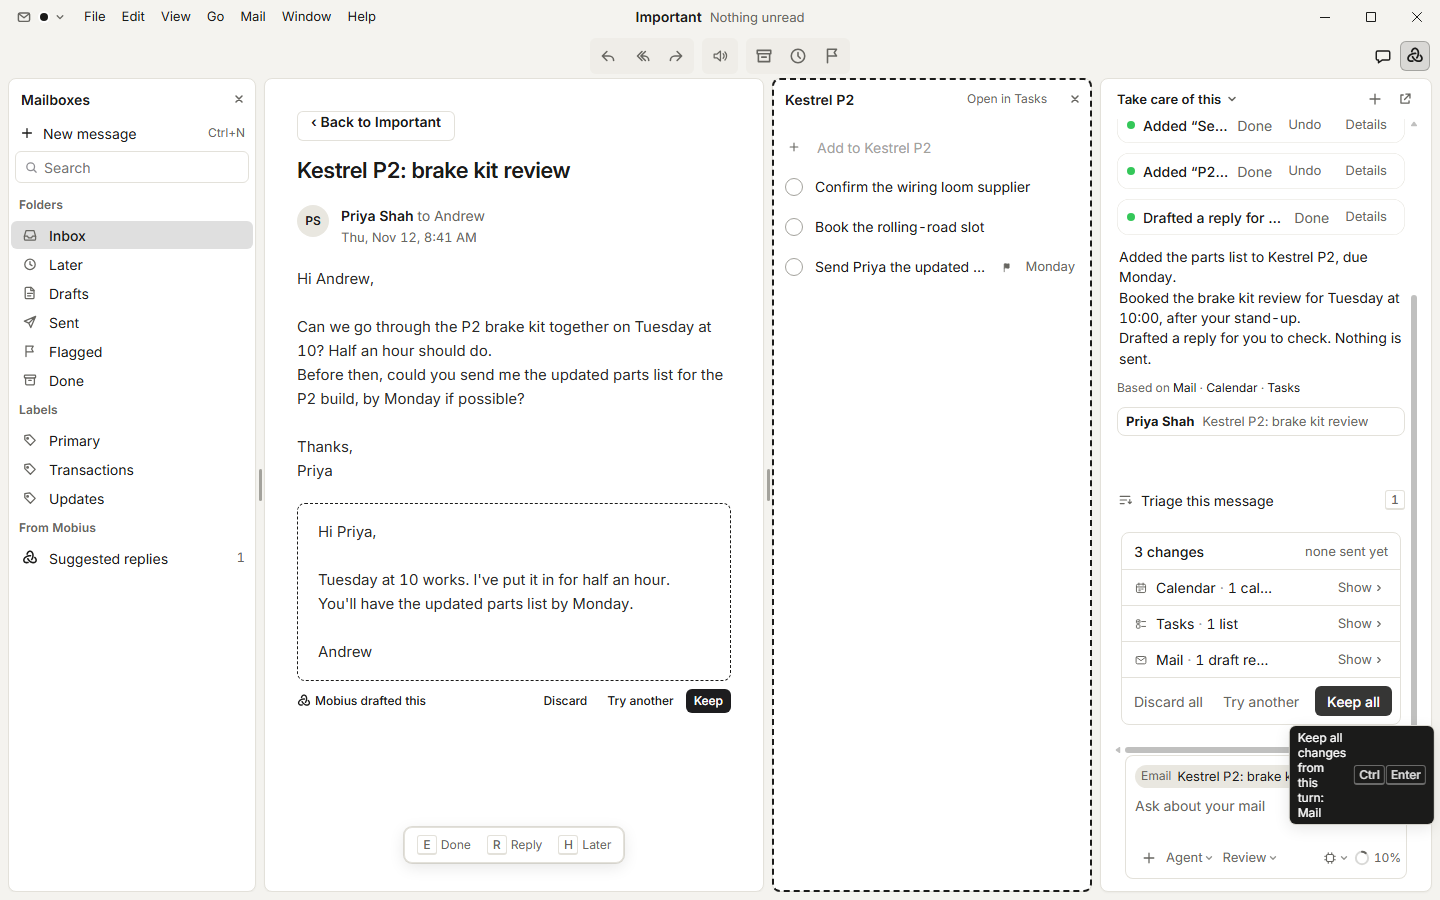 File Edit View Go Mail Window Help
Important Nothing unread
Mailboxes
New message Ctrl+N
Search
Folders
Inbox
Later
Drafts
Sent
Flagged
Done
Labels
Primary
Transactions
Updates
From Mobius
Suggested replies 1
‹ Back to Important
Kestrel P2: brake kit review
PS
Priya Shah to Andrew
Thu, Nov 12, 8:41 AM
Hi Andrew,
Can we go through the P2 brake kit together on Tuesday at
10? Half an hour should do.
Before then, could you send me the updated parts list for the
P2 build, by Monday if possible?
Thanks,
Priya
Hi Priya,
Tuesday at 10 works. I've put it in for half an hour.
You'll have the updated parts list by Monday.
Andrew
Mobius drafted this Discard Try another Keep
E Done R Reply H Later
Kestrel P2 Open in Tasks
Add to Kestrel P2
Confirm the wiring loom supplier
Book the rolling-road slot
Send Priya the updated ... Monday
Take care of this
Added “Se... Done Undo Details
Added “P2... Done Undo Details
Drafted a reply for ... Done Details
Added the parts list to Kestrel P2, due
Monday.
Booked the brake kit review for Tuesday at
10:00, after your stand-up.
Drafted a reply for you to check. Nothing is
sent.
Based on Mail · Calendar · Tasks
Priya Shah Kestrel P2: brake kit review
Triage this message 1
3 changes none sent yet
Calendar · 1 cal... Show ›
Tasks · 1 list Show ›
Mail · 1 draft re... Show ›
Discard all Try another Keep all
Keep all
changes
from
this
turn:
Mail
Ctrl Enter
Email Kestrel P2: brake k
Ask about your mail
Agent Review 10%